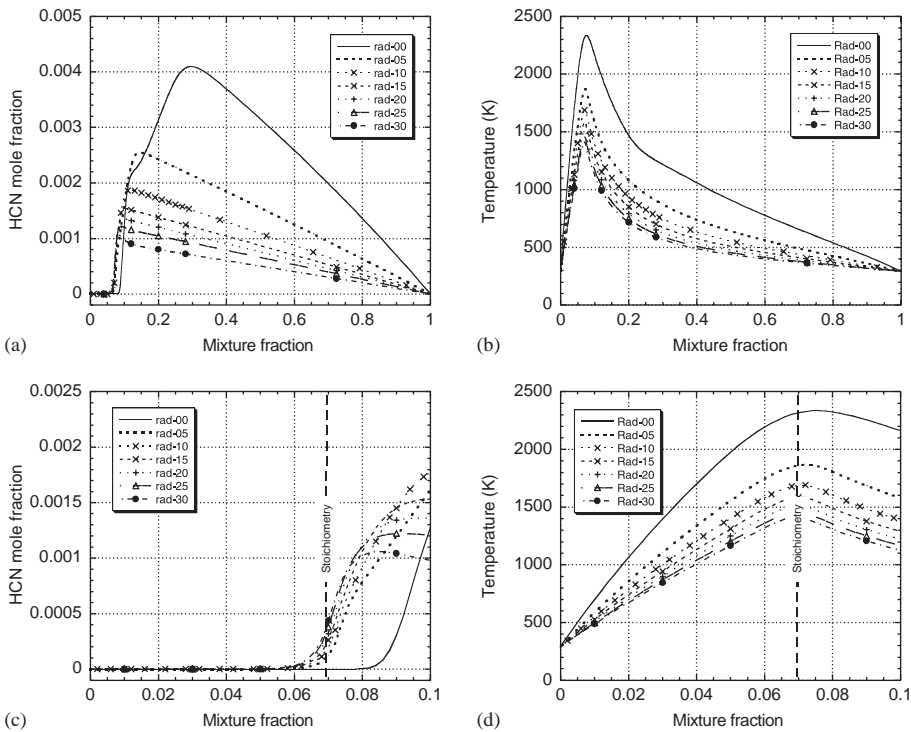 0.005
0.004
0.003
0.002
0.001
0
HCN mole fraction
rad-00
rad-05
rad-10
rad-15
rad-20
rad-25
rad-30
0 0.2 0.4 0.6 0.8 1
(a) Mixture fraction
2500
2000
1500
1000
500
0
Temperature (K)
Rad-00
Rad-05
Rad-10
Rad-15
Rad-20
Rad-25
Rad-30
0 0.2 0.4 0.6 0.8 1
(b) Mixture fraction
0.0025
0.002
0.0015
0.001
0.0005
0
HCN mole fraction
rad-00
rad-05
rad-10
rad-15
rad-20
rad-25
rad-30
Stoichiometry
0 0.02 0.04 0.06 0.08 0.1
(c) Mixture fraction
2500
2000
1500
1000
500
0
Temperature (K)
Rad-00
Rad-05
Rad-10
Rad-15
Rad-20
Rad-25
Rad-30
Stoichiometry
0 0.02 0.04 0.06 0.08 0.1
(d) Mixture fraction